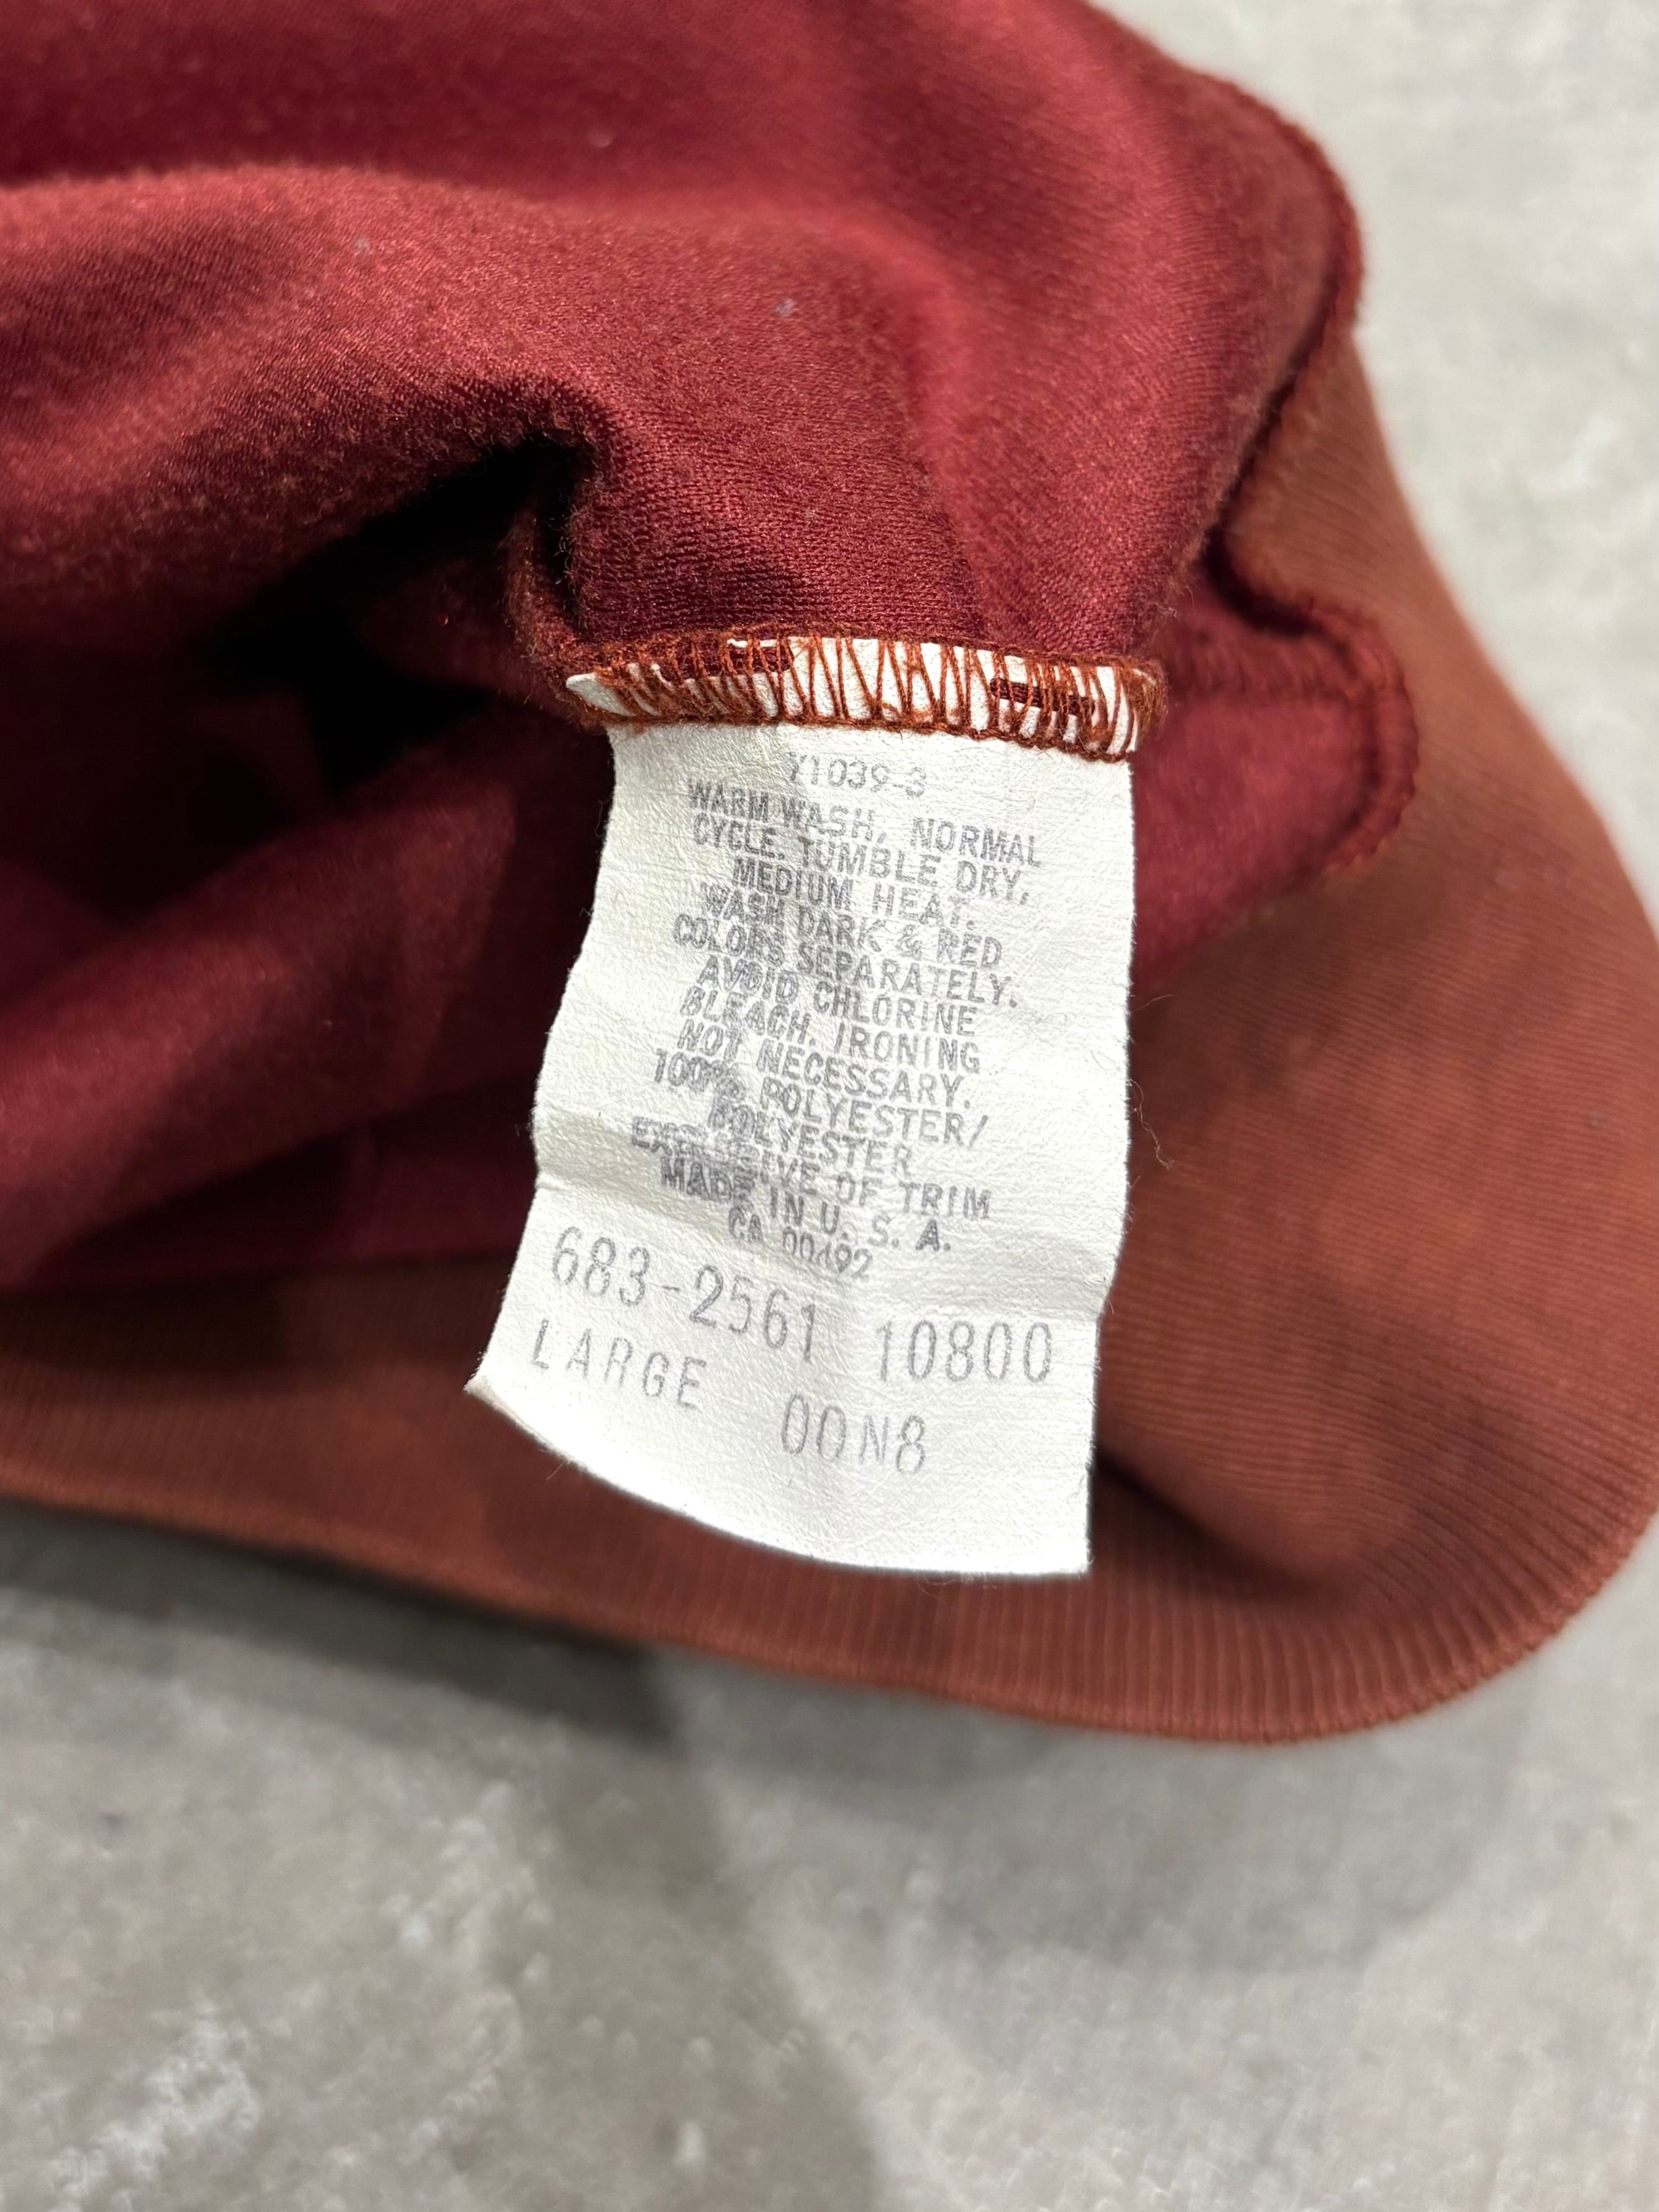 71039-3
WARM WASH, NORMAL
CYCLE. TUMBLE DRY,
MEDIUM HEAT.
WASH DARK & RED
COLORS SEPARATELY.
AVOID CHLORINE
BLEACH. IRONING
NOT NECESSARY.
100% POLYESTER/
POLYESTER
EXCLUSIVE OF TRIM
MADE IN U. S. A.
CA 00492
683-2561 10800
LARGE 00N8